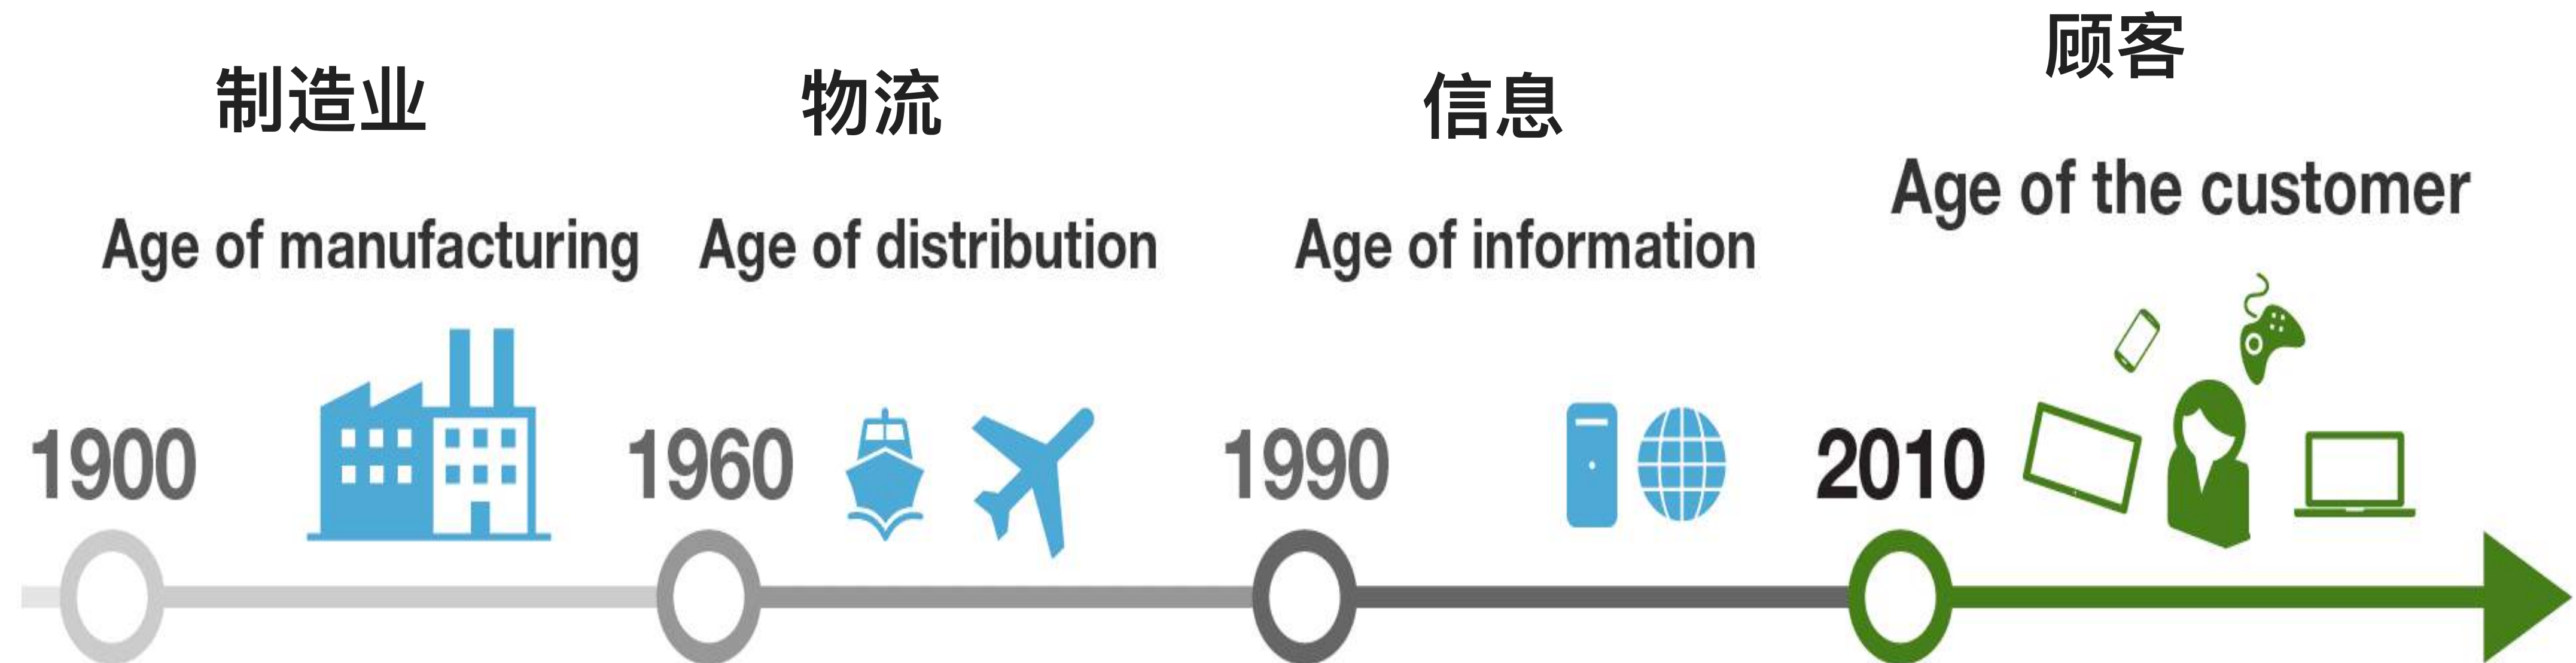 制造业
物流
信息
顾客
Age of manufacturing
Age of distribution
Age of information
Age of the customer
1900
1960
1990
2010